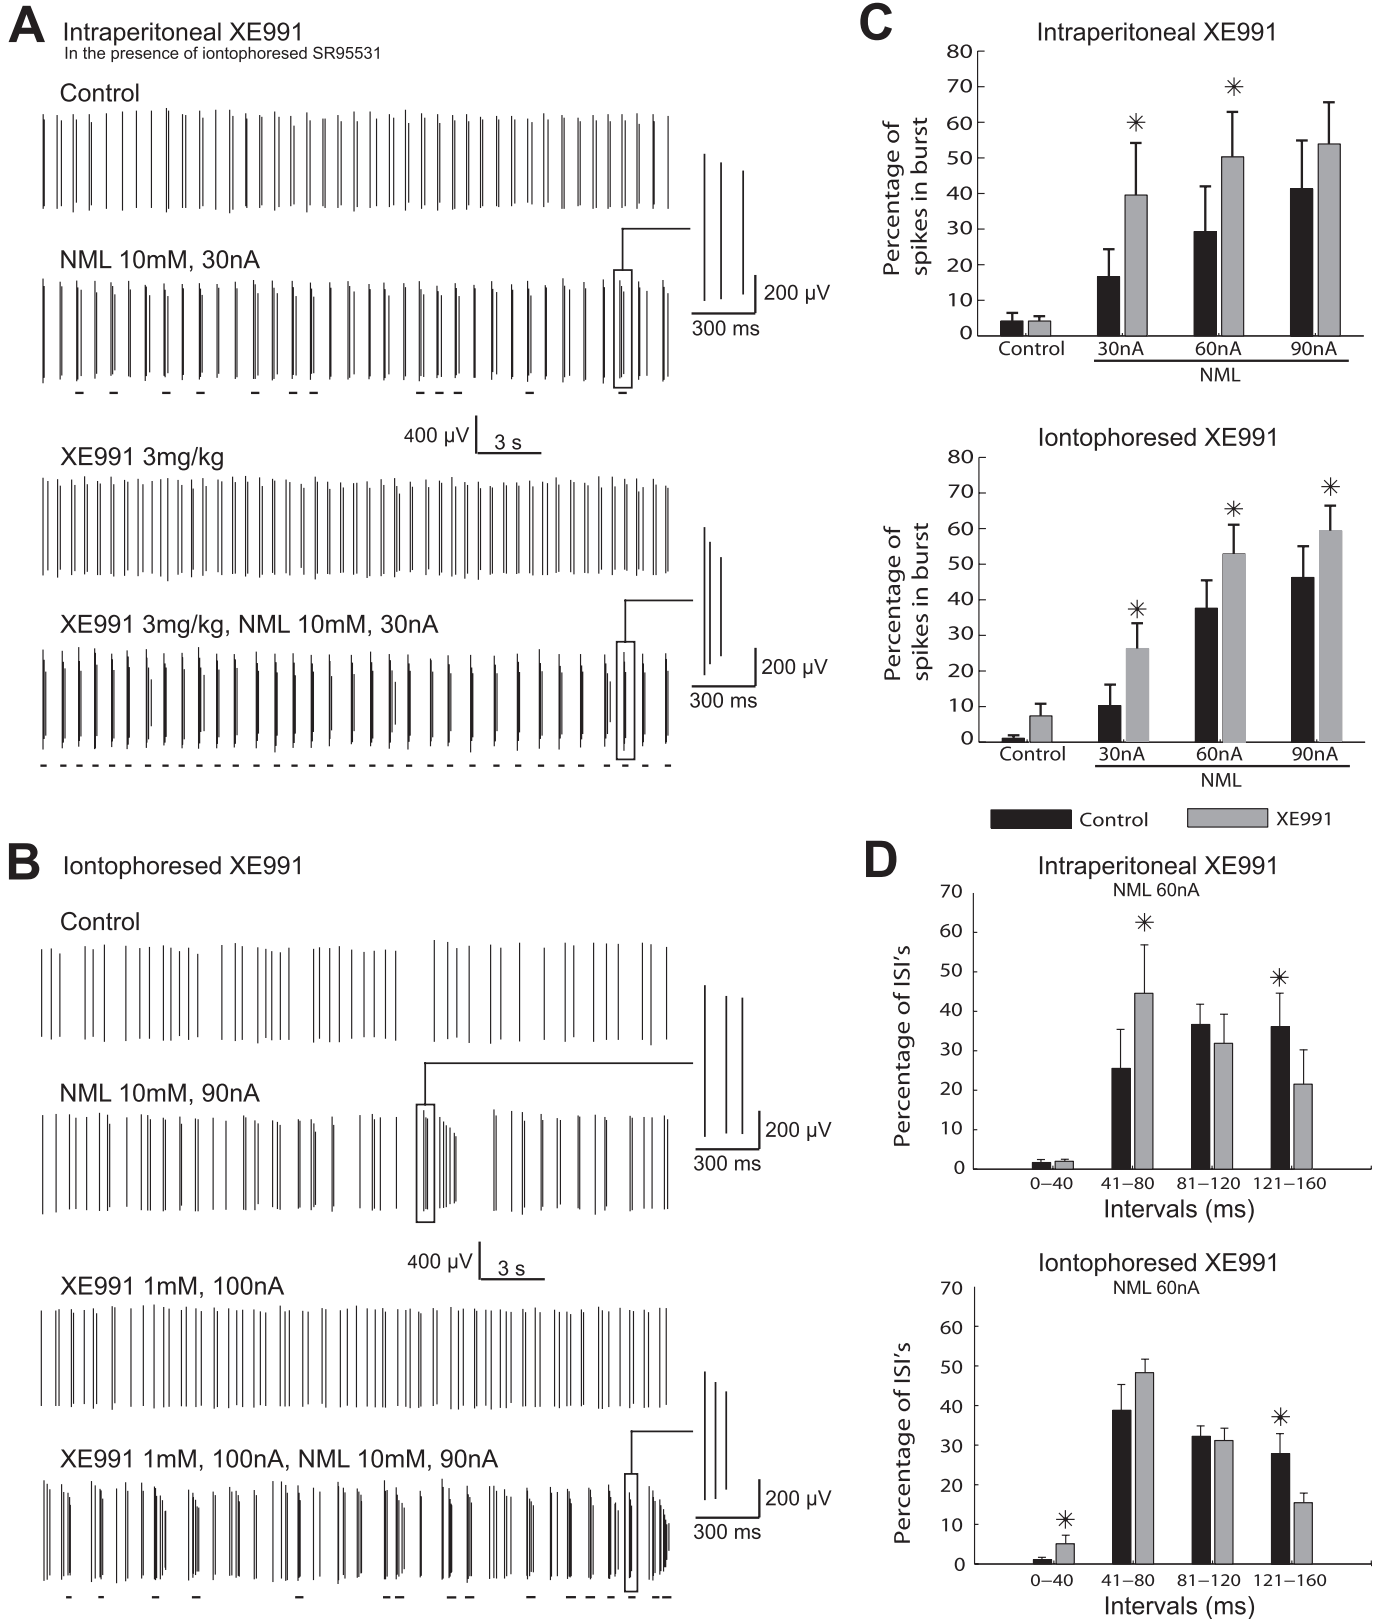 A Intraperitoneal XE991
In the presence of iontophoresed SR95531
Control
NML 10mM, 30nA
200 µV
300 ms
400 µV
3 s
XE991 3mg/kg
XE991 3mg/kg, NML 10mM, 30nA
200 µV
300 ms
B Iontophoresed XE991
Control
NML 10mM, 90nA
200 µV
300 ms
400 µV
3 s
XE991 1mM, 100nA
XE991 1mM, 100nA, NML 10mM, 90nA
200 µV
300 ms
C
Intraperitoneal XE991
Percentage of
spikes in burst
80
70
60
50
40
30
20
10
0
Control 30nA 60nA 90nA
NML
Iontophoresed XE991
Percentage of
spikes in burst
80
70
60
50
40
30
20
10
0
Control 30nA 60nA 90nA
NML
Control XE991
D
Intraperitoneal XE991
NML 60nA
Percentage of ISI's
70
60
50
40
30
20
10
0
0–40 41–80 81–120 121–160
Intervals (ms)
Iontophoresed XE991
NML 60nA
Percentage of ISI's
70
60
50
40
30
20
10
0
0–40 41–80 81–120 121–160
Intervals (ms)